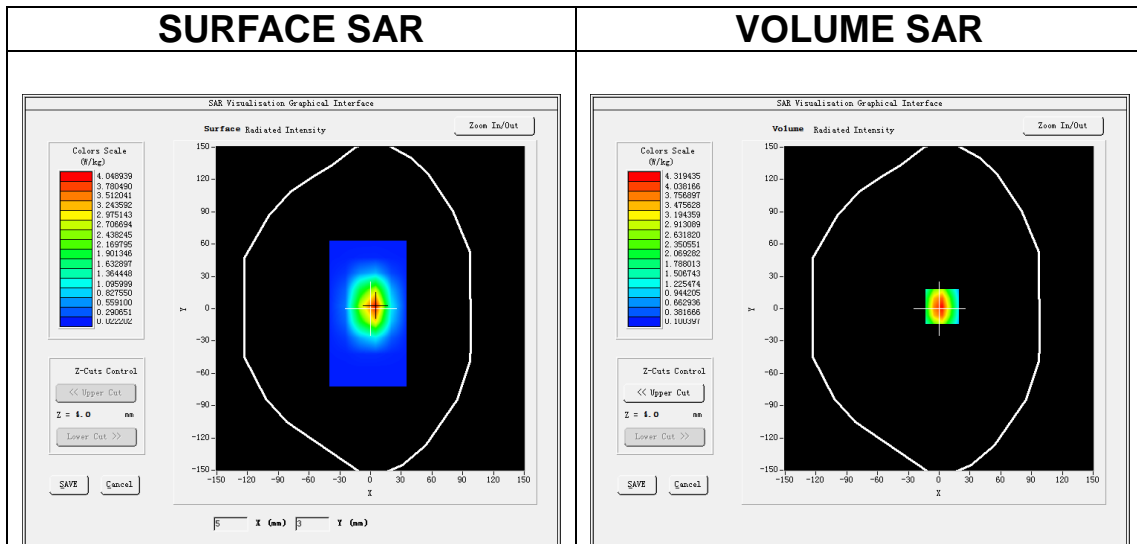 SURFACE SAR
VOLUME SAR
SAR Visualisation Graphical Interface
Surface Radiated Intensity
Zoom In/Out
Colors Scale
(W/kg)
4.048939
3.780490
3.512041
3.243592
2.975143
2.706694
2.438245
2.169795
1.901346
1.632897
1.364448
1.095999
0.827550
0.559100
0.290651
0.022202
150
120
90
60
30
0
-30
-60
-90
-120
-150
Y
-150 -120 -90 -60 -30 0 30 60 90 120 150
X
Z-Cuts Control
<< Upper Cut
Z = 4.0 mm
Lower Cut >>
SAVE Cancel
5 X (mm) 3 Y (mm)
SAR Visualisation Graphical Interface
Volume Radiated Intensity
Zoom In/Out
Colors Scale
(W/kg)
4.319435
4.038166
3.756897
3.475628
3.194359
2.913089
2.631820
2.350551
2.069282
1.788013
1.506743
1.225474
0.944205
0.662936
0.381666
0.100397
150
120
90
60
30
0
-30
-60
-90
-120
-150
Y
-150 -120 -90 -60 -30 0 30 60 90 120 150
X
Z-Cuts Control
<< Upper Cut
Z = 4.0 mm
Lower Cut >>
SAVE Cancel